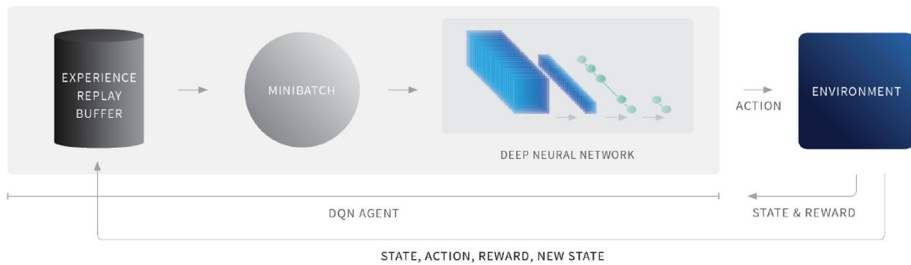 EXPERIENCE
REPLAY
BUFFER
MINIBATCH
DEEP NEURAL NETWORK
ACTION
ENVIRONMENT
DQN AGENT
STATE & REWARD
STATE, ACTION, REWARD, NEW STATE